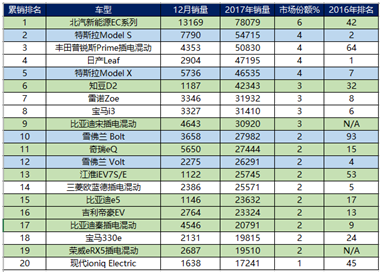 累销排名 车型 12月销量 2017年销量 市场份额% 2016年排名
1 北汽新能源EC系列 13169 78079 6 42
2 特斯拉Model S 7790 54715 4 2
3 丰田普锐斯Prime插电混动 4353 50830 4 64
4 日产Leaf 2904 47195 4 1
5 特斯拉Model X 5736 46535 4 7
6 知豆D2 1187 42343 3 32
7 雷诺Zoe 3346 31932 3 8
8 宝马i3 3327 31410 3 6
9 比亚迪宋插电混动 4643 30920 3 N/A
10 雪佛兰 Bolt 3658 27982 2 93
11 奇瑞eQ 5650 27444 2 15
12 雪佛兰 Volt 2275 26291 2 4
13 江淮iEV7S/E 1122 25745 2 53
14 三菱欧蓝德插电混动 2386 25571 2 5
15 比亚迪e5 1146 23632 2 17
16 吉利帝豪EV 2764 23324 2 13
17 比亚迪秦插电混动 4546 20791 2 9
18 宝马330e 2131 19815 2 24
19 荣威eRX5插电混动 2687 19510 2 N/A
20 现代Ioniq Electric 1638 17241 1 45